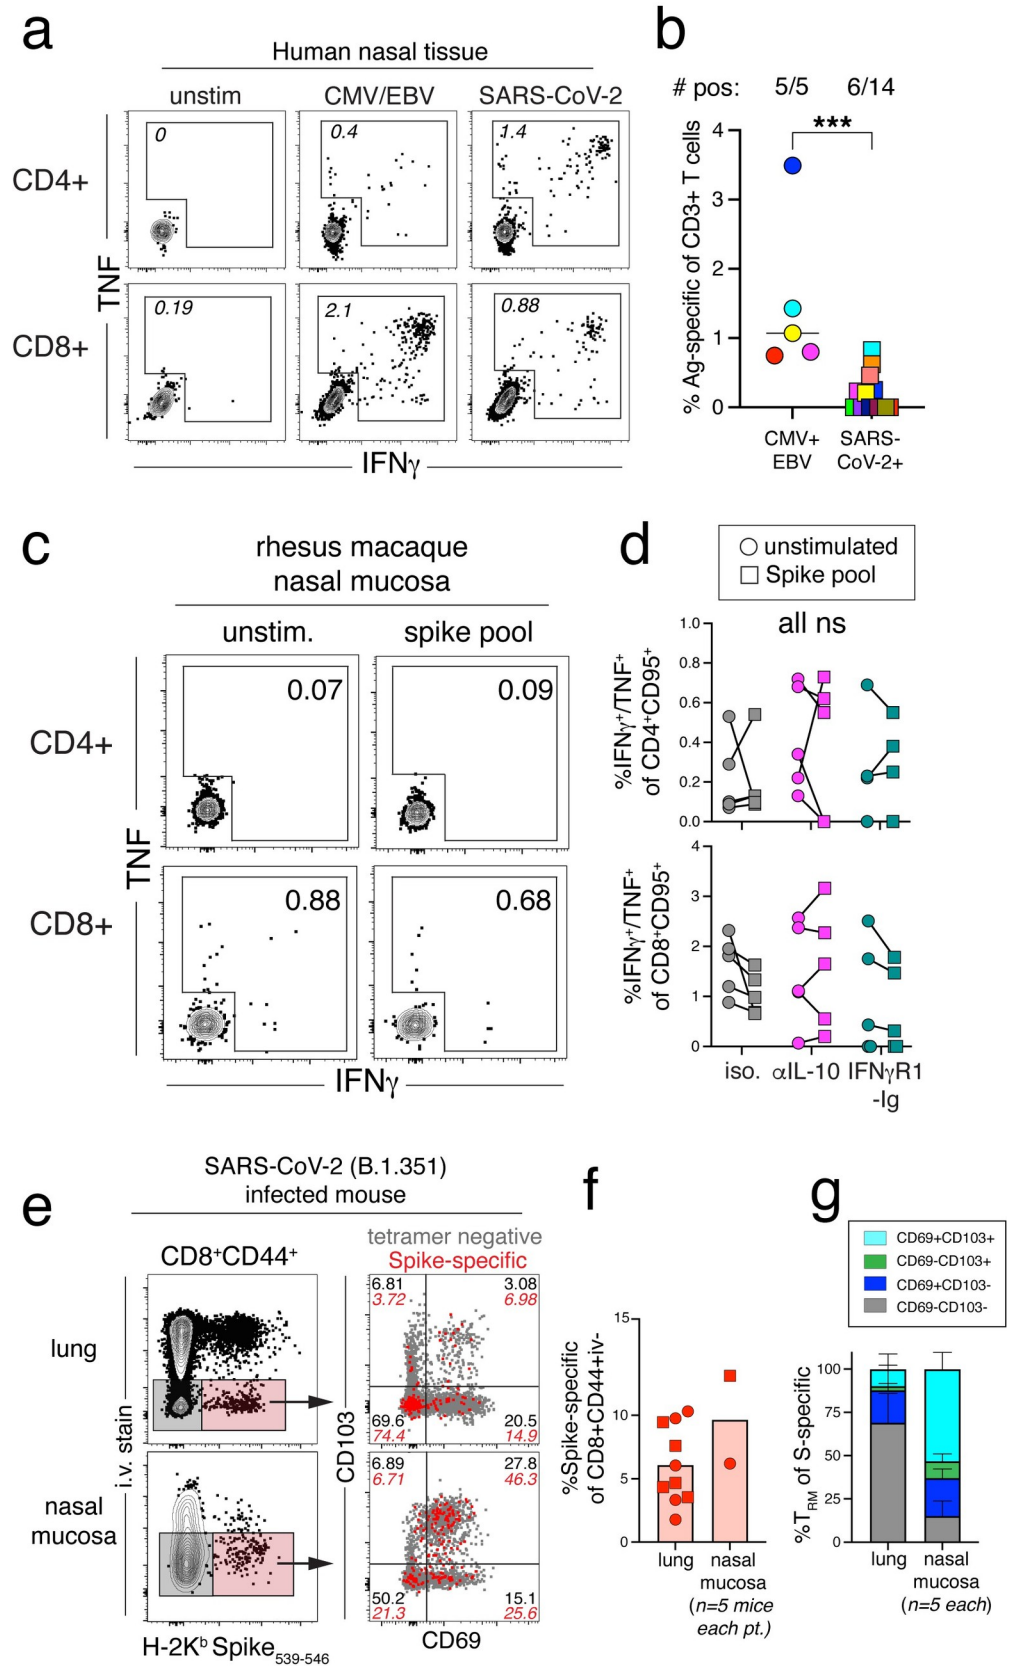 a
Human nasal tissue
unstim CMV/EBV SARS-CoV-2
CD4+
0 0.4 1.4
TNF
CD8+
0.19 2.1 0.88
IFNγ
b
# pos: 5/5 6/14
***
% Ag-specific of CD3+ T cells
4
3
2
1
0
CMV+ EBV
SARS-CoV-2+
c
rhesus macaque
nasal mucosa
unstim. spike pool
CD4+
0.07 0.09
TNF
CD8+
0.88 0.68
IFNγ
d
unstimulated
Spike pool
all ns
%IFNγ⁺/TNF⁺
of CD4⁺CD95⁺
1.0
0.8
0.6
0.4
0.2
0.0
%IFNγ⁺/TNF⁺
of CD8⁺CD95⁺
4
3
2
1
0
iso. αIL-10 IFNγR1
-Ig
e
SARS-CoV-2 (B.1.351)
infected mouse
CD8⁺CD44⁺
tetramer negative
Spike-specific
lung
6.81 3.08
3.72 6.98
69.6 20.5
74.4 14.9
i.v. stain
CD103
nasal
mucosa
6.89 27.8
6.71 46.3
50.2 15.1
21.3 25.6
H-2Kᵇ Spike₅₃₉₋₅₄₆
CD69
f
%Spike-specific
of CD8+CD44+iv-
15
10
5
0
lung nasal
mucosa
(n=5 mice
each pt.)
g
CD69+CD103+
CD69-CD103+
CD69+CD103-
CD69-CD103-
%TRM of S-specific
100
75
50
25
0
lung nasal
mucosa
(n=5 each)